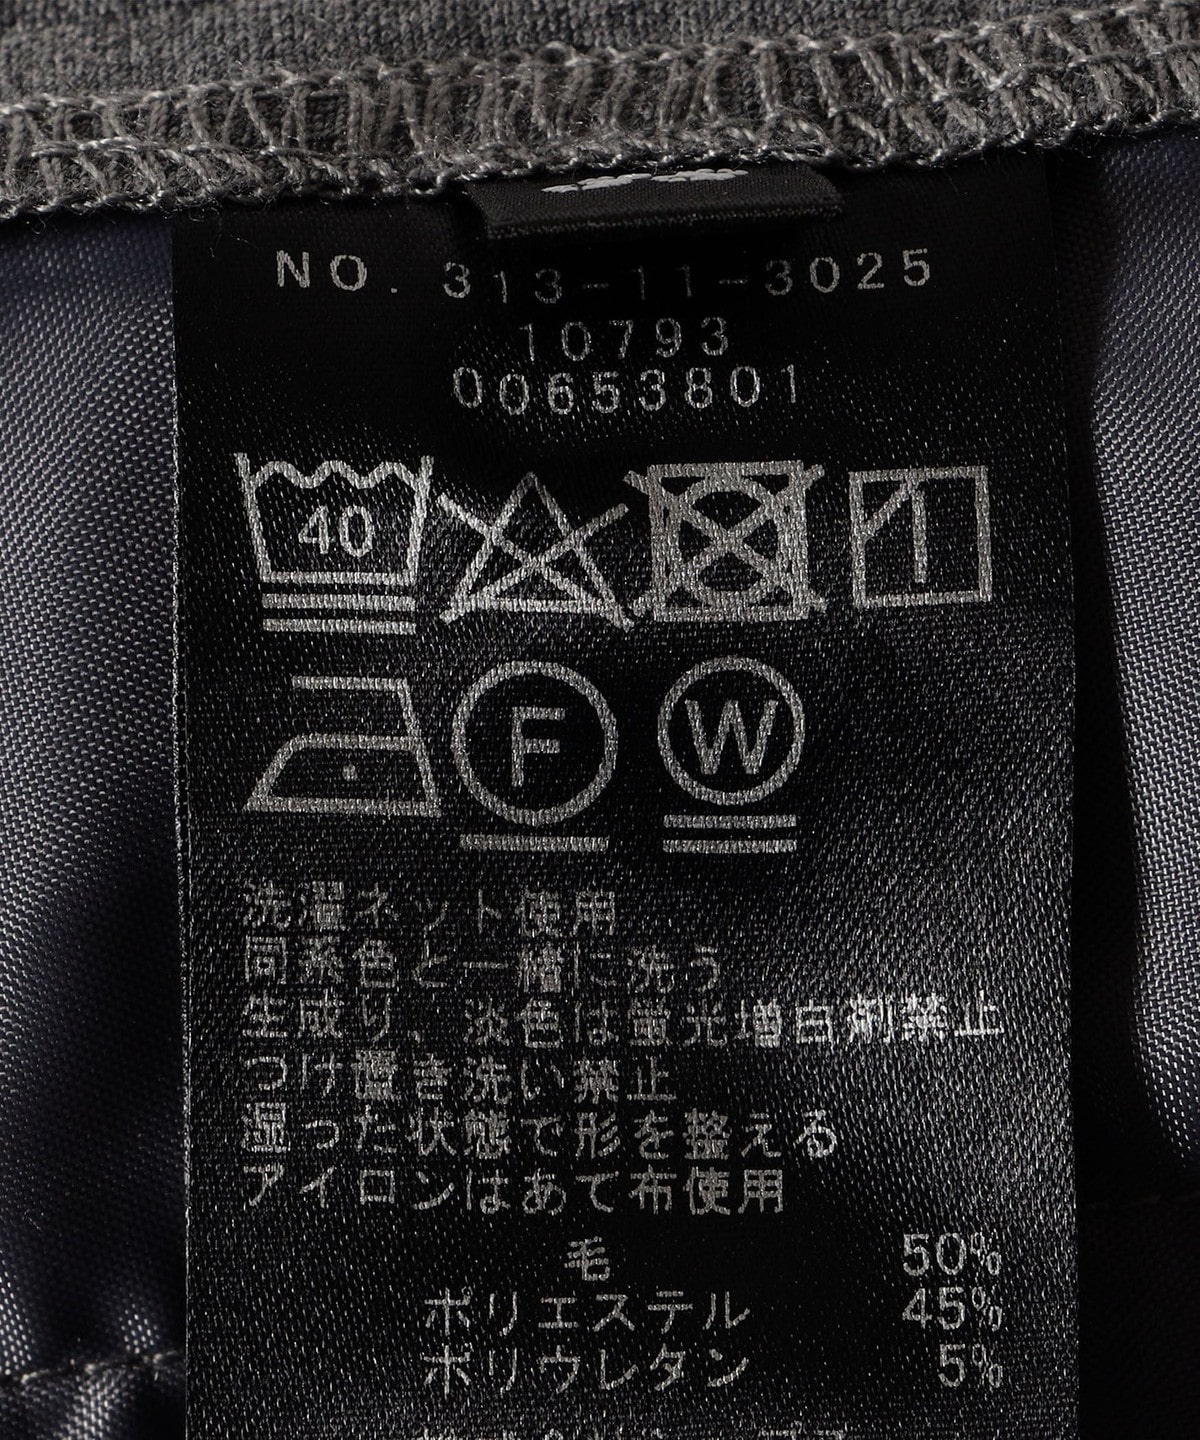 NO. 313-11-3025
10793
00653801
40
F W
洗濯ネット使用
同系色と一緒に洗う
生成り、淡色は蛍光増白剤禁止
つけ置き洗い禁止
湿った状態で形を整える
アイロンはあて布使用
毛 50%
ポリエステル 45%
ポリウレタン 5%